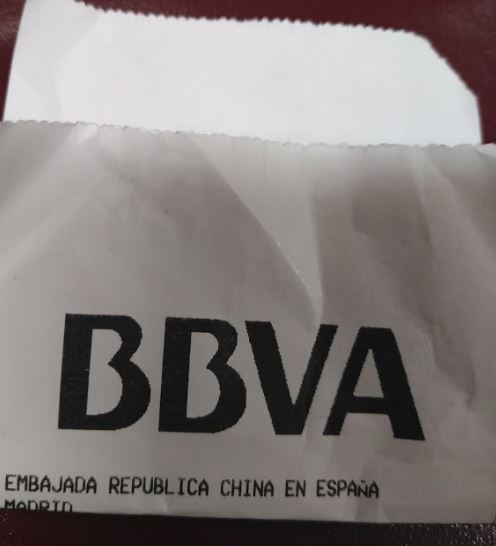 BBVA
EMBAJADA REPUBLICA CHINA EN ESPAÑA
MADRID